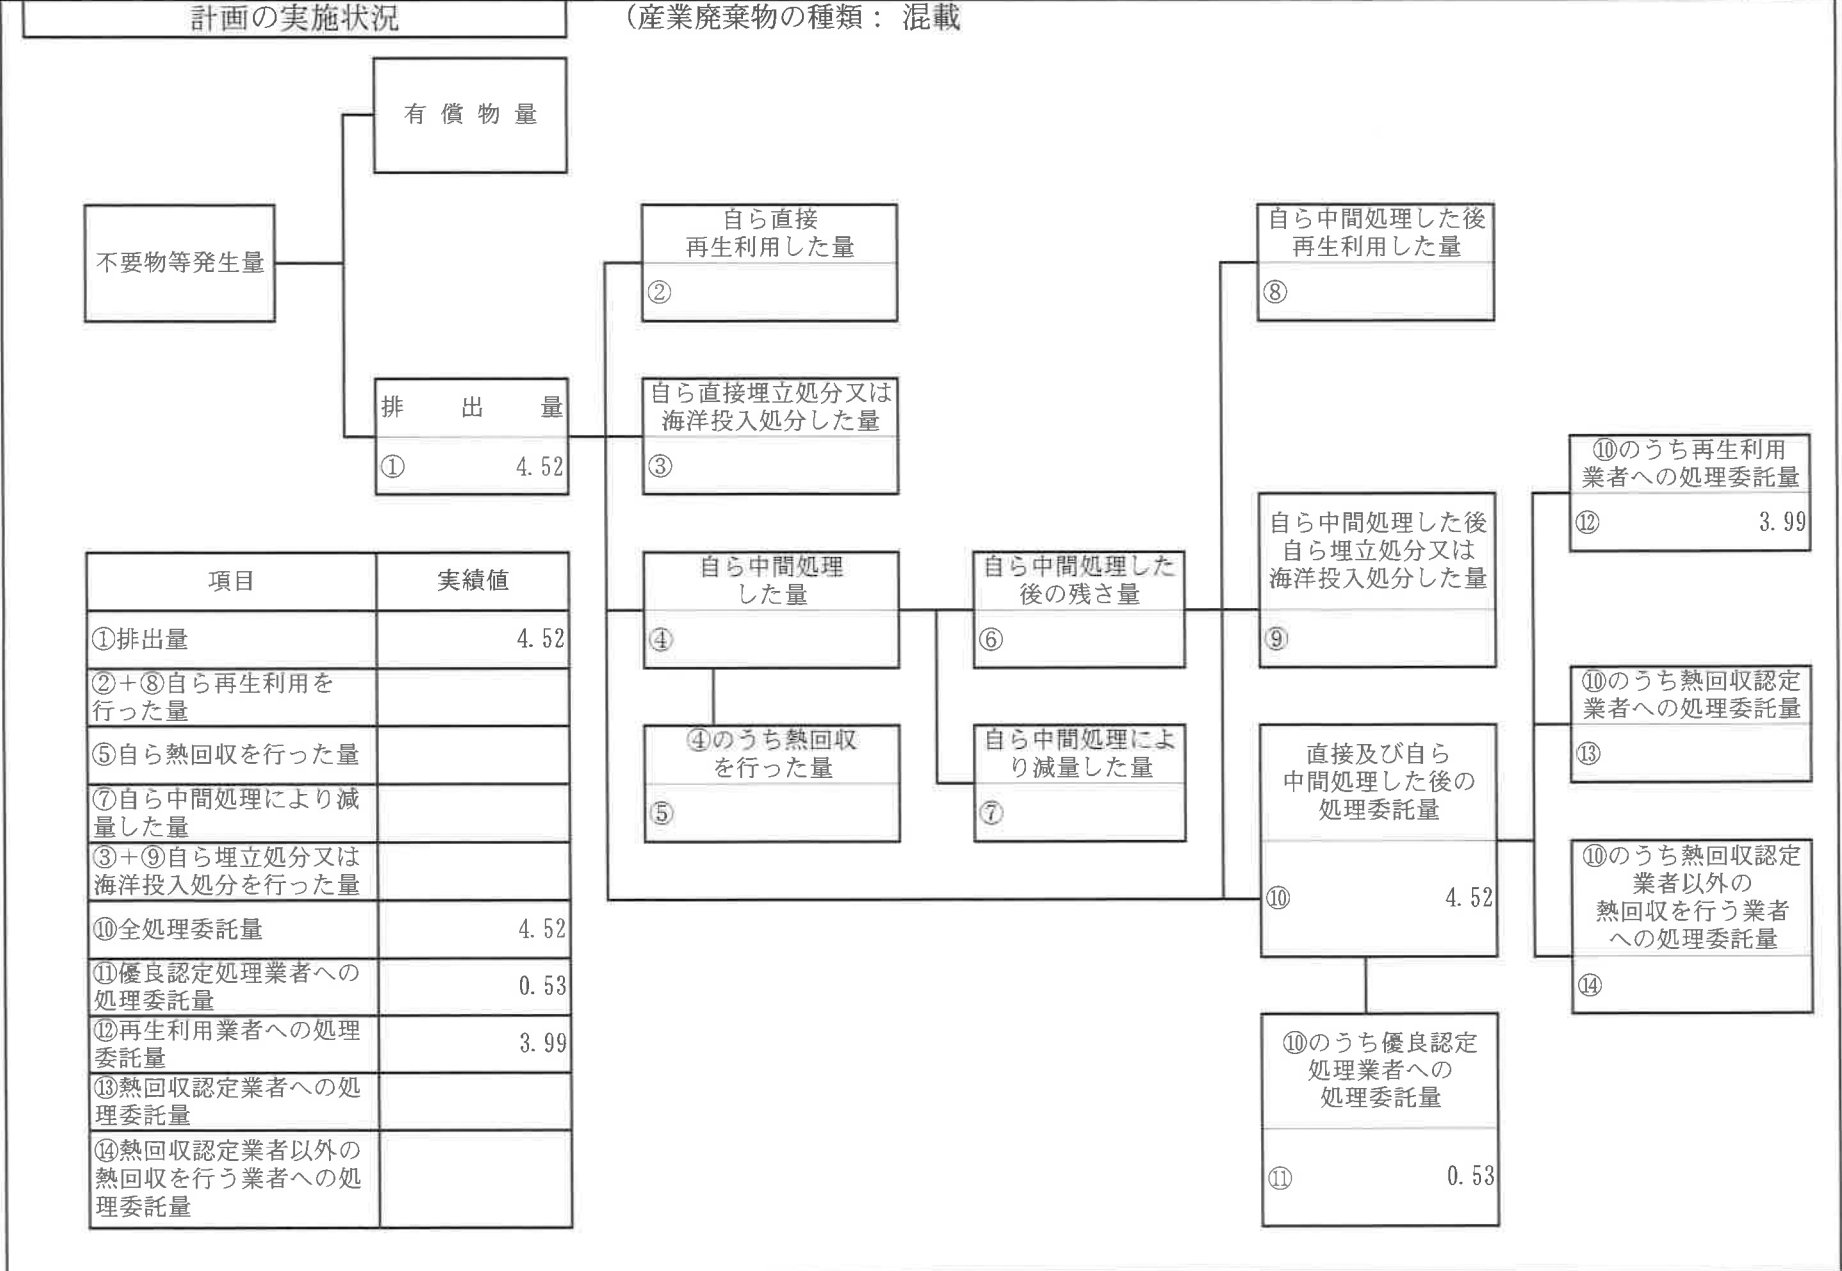 計画の実施状況
（産業廃棄物の種類： 混載
有 償 物 量
不要物等発生量
排 出 量
① 4.52
自ら直接
再生利用した量
②
自ら直接埋立処分又は
海洋投入処分した量
③
自ら中間処理
した量
④
④のうち熱回収
を行った量
⑤
自ら中間処理した
後の残さ量
⑥
自ら中間処理によ
り減量した量
⑦
自ら中間処理した後
再生利用した量
⑧
自ら中間処理した後
自ら埋立処分又は
海洋投入処分した量
⑨
直接及び自ら
中間処理した後の
処理委託量
⑩ 4.52
⑩のうち優良認定
処理業者への
処理委託量
⑪ 0.53
⑩のうち再生利用
業者への処理委託量
⑫ 3.99
⑩のうち熱回収認定
業者への処理委託量
⑬
⑩のうち熱回収認定
業者以外の
熱回収を行う業者
への処理委託量
⑭
項目 実績値
①排出量 4.52
②＋⑧自ら再生利用を
行った量
⑤自ら熱回収を行った量
⑦自ら中間処理により減
量した量
③＋⑨自ら埋立処分又は
海洋投入処分を行った量
⑩全処理委託量 4.52
⑪優良認定処理業者への
処理委託量 0.53
⑫再生利用業者への処理
委託量 3.99
⑬熱回収認定業者への処
理委託量
⑭熱回収認定業者以外の
熱回収を行う業者への処
理委託量